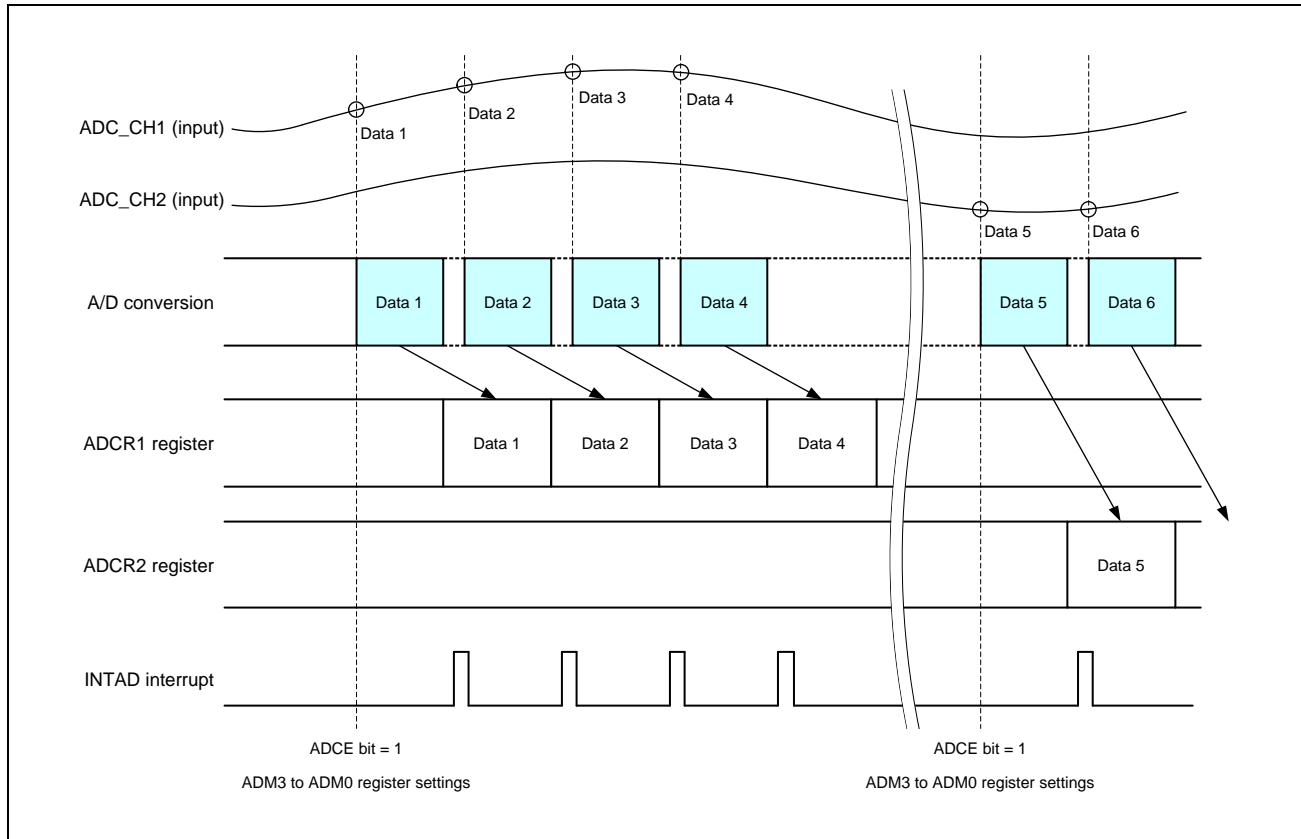 Data 1
Data 2
Data 3
Data 4
ADC_CH1 (input)
ADC_CH2 (input)
Data 5
Data 6
A/D conversion
Data 1
Data 2
Data 3
Data 4
Data 5
Data 6
ADCR1 register
Data 1
Data 2
Data 3
Data 4
ADCR2 register
Data 5
INTAD interrupt
ADCE bit = 1
ADCE bit = 1
ADM3 to ADM0 register settings
ADM3 to ADM0 register settings